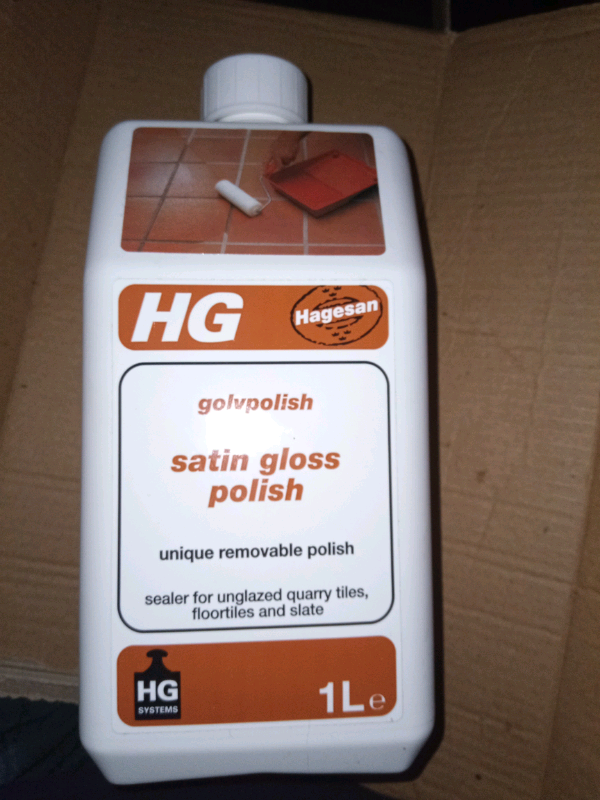 HG
Hagesan
golvpolish
satin gloss
polish
unique removable polish
sealer for unglazed quarry tiles,
floortiles and slate
HG
SYSTEMS
1L e